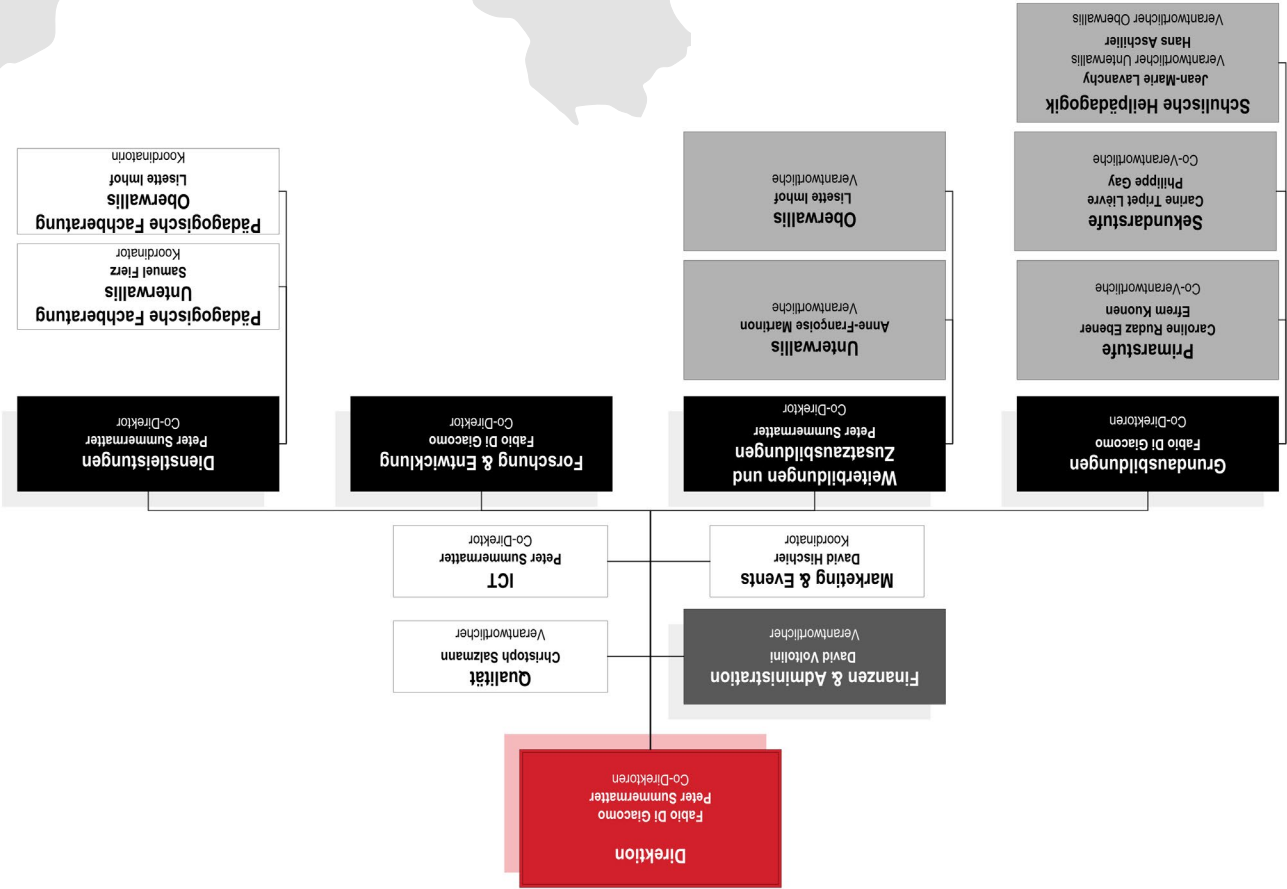 Direktion
Fabio Di Giacomo
Peter Summermatter
Co-Direktoren
Finanzen & Administration
David Voltolini
Verantwortlicher
Qualität
Christoph Salzmann
Verantwortlicher
Marketing & Events
David Hischier
Koordinator
ICT
Peter Summermatter
Co-Direktor
Grundausbildungen
Fabio Di Giacomo
Co-Direktoren
Primarstufe
Caroline Rudaz Ebener
Efrem Kuonen
Co-Verantwortliche
Sekundarstufe
Carine Tripet Lièvre
Philippe Gay
Co-Verantwortliche
Schulische Heilpädagogik
Jean-Marie Lavanchy
Verantwortlicher Unterwallis
Hans Aschilier
Verantwortlicher Oberwallis
Weiterbildungen und
Zusatzausbildungen
Peter Summermatter
Co-Direktor
Unterwallis
Anne-Françoise Martinon
Verantwortliche
Oberwallis
Lisette Imhof
Verantwortliche
Forschung & Entwicklung
Fabio Di Giacomo
Co-Direktor
Dienstleistungen
Peter Summermatter
Co-Direktor
Pädagogische Fachberatung
Unterwallis
Samuel Fierz
Koordinator
Pädagogische Fachberatung
Oberwallis
Lisette Imhof
Koordinatorin